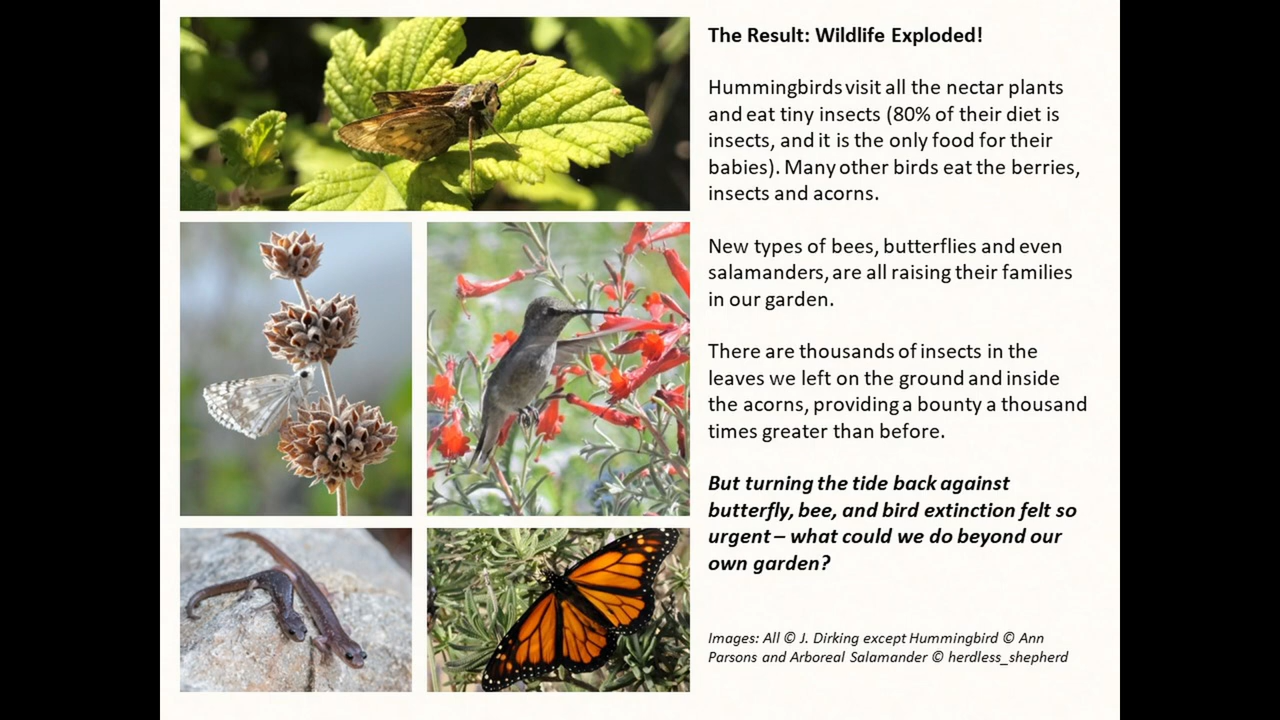 The Result: Wildlife Exploded!
Hummingbirds visit all the nectar plants
and eat tiny insects (80% of their diet is
insects, and it is the only food for their
babies). Many other birds eat the berries,
insects and acorns.
New types of bees, butterflies and even
salamanders, are all raising their families
in our garden.
There are thousands of insects in the
leaves we left on the ground and inside
the acorns, providing a bounty a thousand
times greater than before.
But turning the tide back against
butterfly, bee, and bird extinction felt so
urgent – what could we do beyond our
own garden?
Images: All © J. Dirking except Hummingbird © Ann
Parsons and Arboreal Salamander © herdless_shepherd